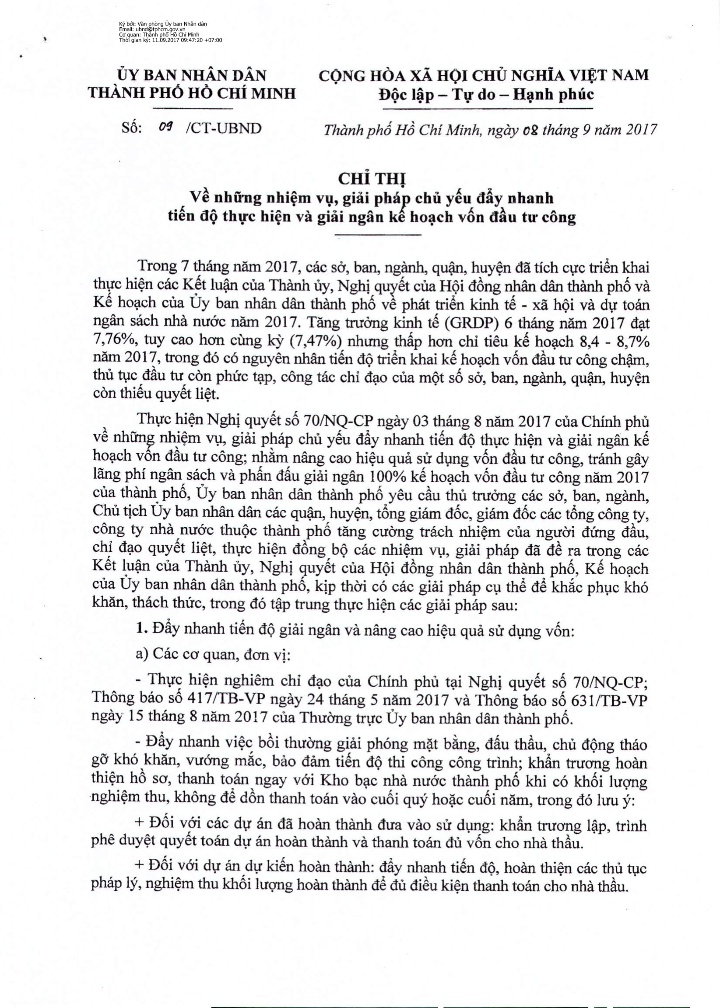 Ký bởi: Văn phòng Ủy ban Nhân dân
Email: ubnd@tphcm.gov.vn
Cơ quan: Thành phố Hồ Chí Minh
Thời gian ký: 11.09.2017 09:47:20 +07:00
ỦY BAN NHÂN DÂN
THÀNH PHỐ HỒ CHÍ MINH
CỘNG HÒA XÃ HỘI CHỦ NGHĨA VIỆT NAM
Độc lập – Tự do – Hạnh phúc
Số: 09 /CT-UBND
Thành phố Hồ Chí Minh, ngày 08 tháng 9 năm 2017
CHỈ THỊ
Về những nhiệm vụ, giải pháp chủ yếu đẩy nhanh
tiến độ thực hiện và giải ngân kế hoạch vốn đầu tư công
Trong 7 tháng năm 2017, các sở, ban, ngành, quận, huyện đã tích cực triển khai
thực hiện các Kết luận của Thành ủy, Nghị quyết của Hội đồng nhân dân thành phố và
Kế hoạch của Ủy ban nhân dân thành phố về phát triển kinh tế - xã hội và dự toán
ngân sách nhà nước năm 2017. Tăng trưởng kinh tế (GRDP) 6 tháng năm 2017 đạt
7,76%, tuy cao hơn cùng kỳ (7,47%) nhưng thấp hơn chỉ tiêu kế hoạch 8,4 - 8,7%
năm 2017, trong đó có nguyên nhân tiến độ triển khai kế hoạch vốn đầu tư công chậm,
thủ tục đầu tư còn phức tạp, công tác chỉ đạo của một số sở, ban, ngành, quận, huyện
còn thiếu quyết liệt.
Thực hiện Nghị quyết số 70/NQ-CP ngày 03 tháng 8 năm 2017 của Chính phủ
về những nhiệm vụ, giải pháp chủ yếu đẩy nhanh tiến độ thực hiện và giải ngân kế
hoạch vốn đầu tư công; nhằm nâng cao hiệu quả sử dụng vốn đầu tư công, tránh gây
lãng phí ngân sách và phấn đấu giải ngân 100% kế hoạch vốn đầu tư công năm 2017
của thành phố, Ủy ban nhân dân thành phố yêu cầu thủ trưởng các sở, ban, ngành,
Chủ tịch Ủy ban nhân dân các quận, huyện, tổng giám đốc, giám đốc các tổng công ty,
công ty nhà nước thuộc thành phố tăng cường trách nhiệm của người đứng đầu,
chỉ đạo quyết liệt, thực hiện đồng bộ các nhiệm vụ, giải pháp đã đề ra trong các
Kết luận của Thành ủy, Nghị quyết của Hội đồng nhân dân thành phố, Kế hoạch
của Ủy ban nhân dân thành phố, kịp thời có các giải pháp cụ thể để khắc phục khó
khăn, thách thức, trong đó tập trung thực hiện các giải pháp sau:
1. Đẩy nhanh tiến độ giải ngân và nâng cao hiệu quả sử dụng vốn:
a) Các cơ quan, đơn vị:
- Thực hiện nghiêm chỉ đạo của Chính phủ tại Nghị quyết số 70/NQ-CP;
Thông báo số 417/TB-VP ngày 24 tháng 5 năm 2017 và Thông báo số 631/TB-VP
ngày 15 tháng 8 năm 2017 của Thường trực Ủy ban nhân dân thành phố.
- Đẩy nhanh việc bồi thường giải phóng mặt bằng, đấu thầu, chủ động tháo
gỡ khó khăn, vướng mắc, bảo đảm tiến độ thi công công trình; khẩn trương hoàn
thiện hồ sơ, thanh toán ngay với Kho bạc nhà nước thành phố khi có khối lượng
nghiệm thu, không để dồn thanh toán vào cuối quý hoặc cuối năm, trong đó lưu ý:
+ Đối với các dự án đã hoàn thành đưa vào sử dụng: khẩn trương lập, trình
phê duyệt quyết toán dự án hoàn thành và thanh toán đủ vốn cho nhà thầu.
+ Đối với dự án dự kiến hoàn thành: đẩy nhanh tiến độ, hoàn thiện các thủ tục
pháp lý, nghiệm thu khối lượng hoàn thành để đủ điều kiện thanh toán cho nhà thầu.